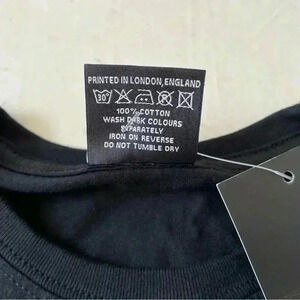 PRINTED IN LONDON, ENGLAND
30°
100% COTTON
WASH DARK COLOURS
SEPARATELY
IRON ON REVERSE
DO NOT TUMBLE DRY